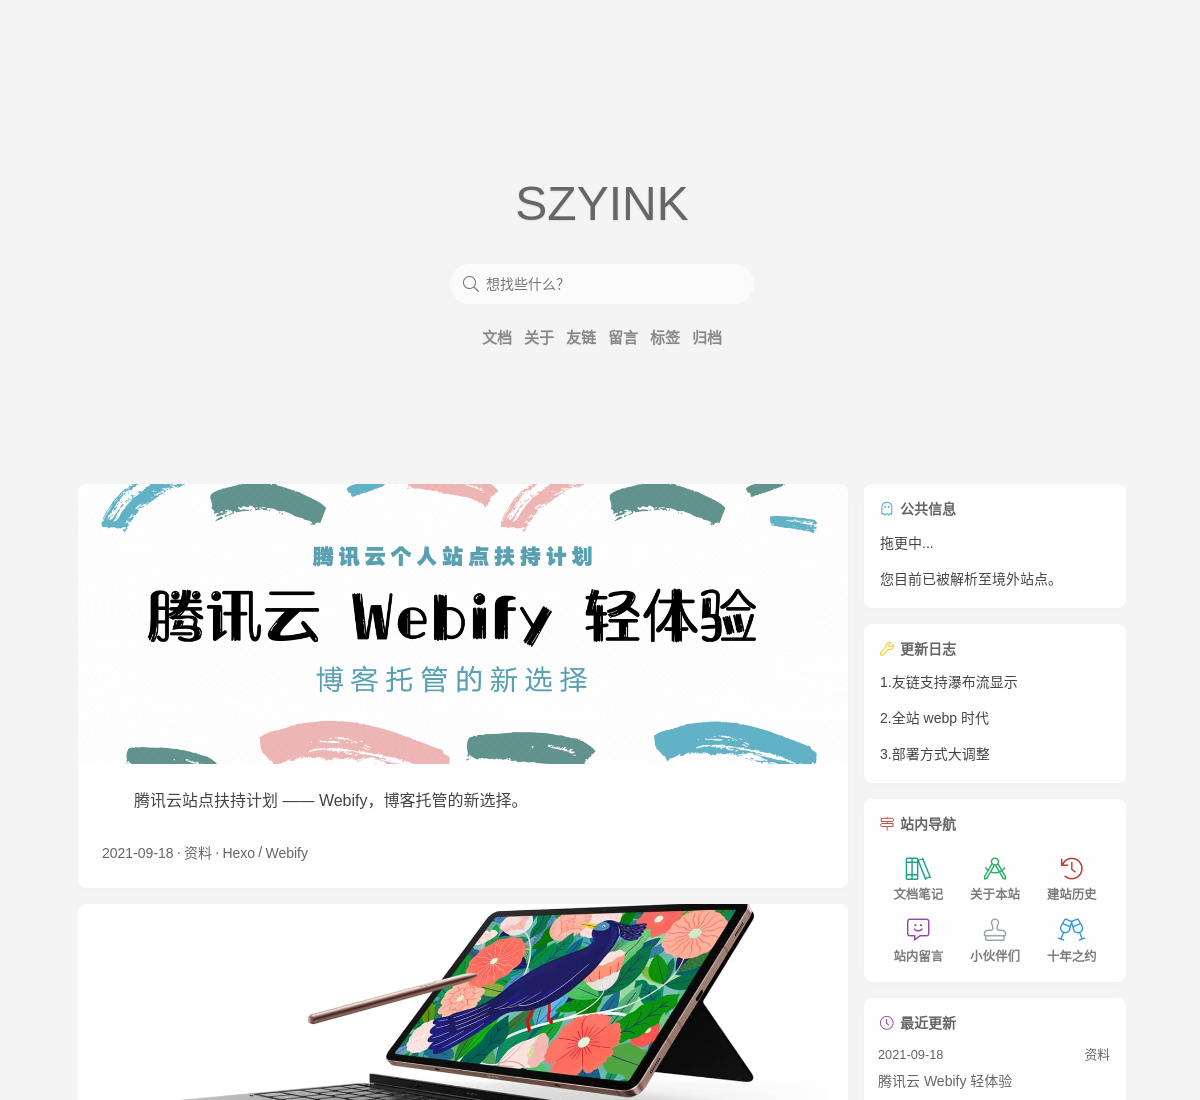 SZYINK
想找些什么?
文档 关于 友链 留言 标签 归档
腾讯云个人站点扶持计划
腾讯云 Webify 轻体验
博客托管的新选择
腾讯云站点扶持计划 —— Webify，博客托管的新选择。
2021-09-18 · 资料 · Hexo / Webify
公共信息
拖更中...
您目前已被解析至境外站点。
更新日志
1.友链支持瀑布流显示
2.全站 webp 时代
3.部署方式大调整
站内导航
文档笔记 关于本站 建站历史
站内留言 小伙伴们 十年之约
最近更新
2021-09-18 资料
腾讯云 Webify 轻体验